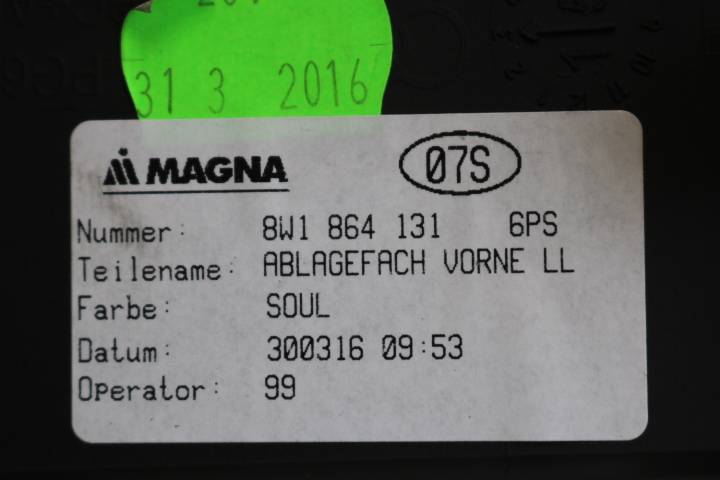 31 3 2016
MAGNA
07S
Nummer: 8W1 864 131 6PS
Teilename: ABLAGEFACH VORNE LL
Farbe: SOUL
Datum: 300316 09:53
Operator: 99